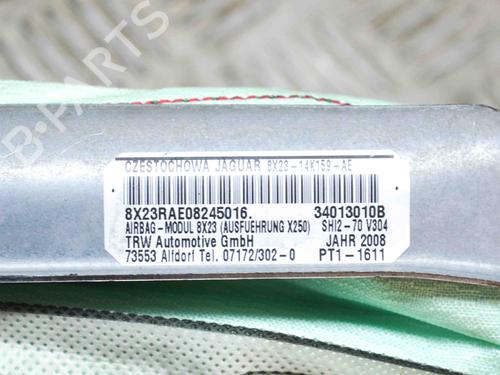 B-PARTS
CZESTOCHOWA JAGUAR 8X23-14K159-AE
8X23RAE08245016. 34013010B
AIRBAG-MODUL 8X23 (AUSFUEHRUNG X250) SHI2-70 V304
TRW Automotive GmbH JAHR 2008
73553 Alfdorf Tel. 07172/302-0 PT1-1611